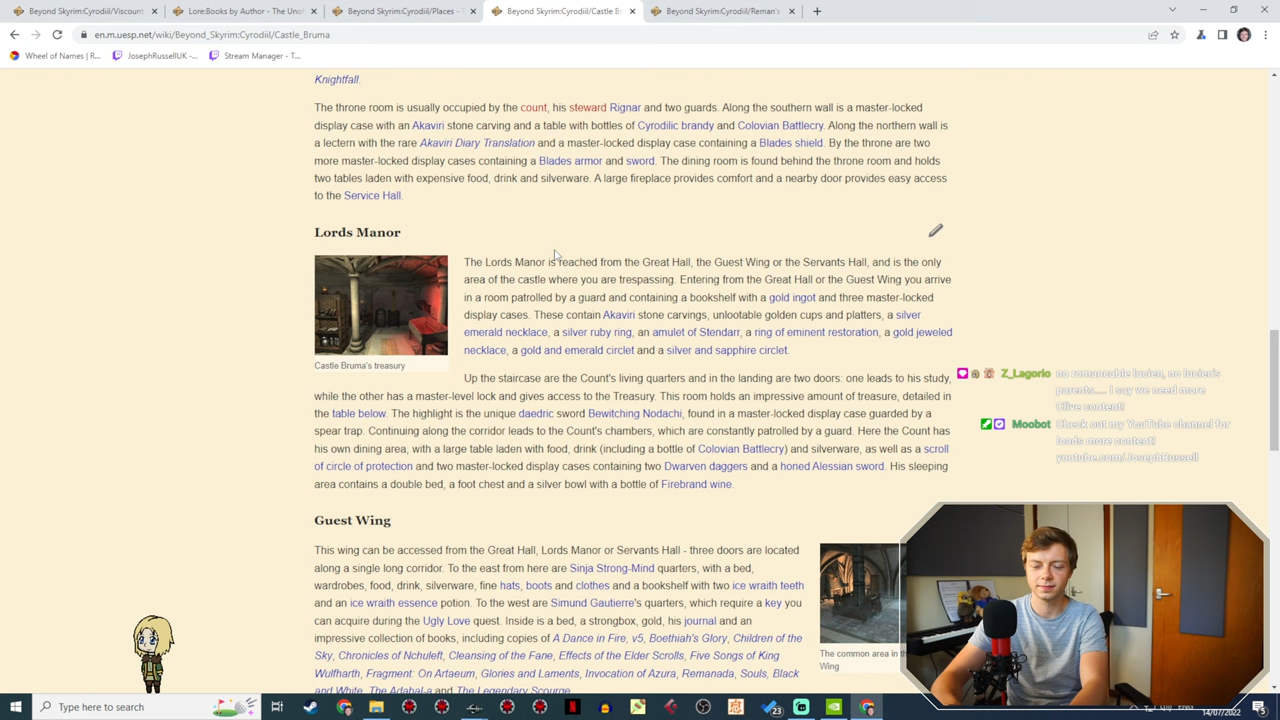 Beyond Skyrim:Cyrodiil/Viscount
Lore:Books by Author - The Uno
Beyond Skyrim:Cyrodiil/Places - T
Beyond Skyrim:Cyrodiil/Castle Br
Beyond Skyrim:Cyrodiil/Reman's
en.m.uesp.net/wiki/Beyond_Skyrim:Cyrodiil/Castle_Bruma
Wheel of Names | R...
JosephRussellUK -...
Stream Manager - T...
Knightfall.
The throne room is usually occupied by the count, his steward Rignar and two guards. Along the southern wall is a master-locked
display case with an Akaviri stone carving and a table with bottles of Cyrodilic brandy and Colovian Battlecry. Along the northern wall is
a lectern with the rare Akaviri Diary Translation and a master-locked display case containing a Blades shield. By the throne are two
more master-locked display cases containing a Blades armor and sword. The dining room is found behind the throne room and holds
two tables laden with expensive food, drink and silverware. A large fireplace provides comfort and a nearby door provides easy access
to the Service Hall.
Lords Manor
The Lords Manor is reached from the Great Hall, the Guest Wing or the Servants Hall, and is the only
area of the castle where you are trespassing. Entering from the Great Hall or the Guest Wing you arrive
in a room patrolled by a guard and containing a bookshelf with a gold ingot and three master-locked
display cases. These contain Akaviri stone carvings, unlootable golden cups and platters, a silver
emerald necklace, a silver ruby ring, an amulet of Stendarr, a ring of eminent restoration, a gold jeweled
necklace, a gold and emerald circlet and a silver and sapphire circlet.
Castle Bruma's treasury
Up the staircase are the Count's living quarters and in the landing are two doors: one leads to his study,
while the other has a master-level lock and gives access to the Treasury. This room holds an impressive amount of treasure, detailed in
the table below. The highlight is the unique daedric sword Bewitching Nodachi, found in a master-locked display case guarded by a
spear trap. Continuing along the corridor leads to the Count's chambers, which are constantly patrolled by a guard. Here the Count has
his own dining area, with a large table laden with food, drink (including a bottle of Colovian Battlecry) and silverware, as well as a scroll
of circle of protection and two master-locked display cases containing two Dwarven daggers and a honed Alessian sword. His sleeping
area contains a double bed, a foot chest and a silver bowl with a bottle of Firebrand wine.
Guest Wing
This wing can be accessed from the Great Hall, Lords Manor or Servants Hall - three doors are located
along a single long corridor. To the east from here are Sinja Strong-Mind quarters, with a bed,
wardrobes, food, drink, silverware, fine hats, boots and clothes and a bookshelf with two ice wraith teeth
and an ice wraith essence potion. To the west are Simund Gautierre's quarters, which require a key you
can acquire during the Ugly Love quest. Inside is a bed, a strongbox, gold, his journal and an
impressive collection of books, including copies of A Dance in Fire, v5, Boethiah's Glory, Children of the
Sky, Chronicles of Nchuleft, Cleansing of the Fane, Effects of the Elder Scrolls, Five Songs of King
Wulfharth, Fragment: On Artaeum, Glories and Laments, Invocation of Azura, Remanada, Souls, Black
and White, The Adabal-a and The Legendary Scourge.
The common area in the
Wing
Z_Lagorio no romanceable lucien, no lucien's
parents.... I say we need more
Clive content!
Moobot Check out my YouTube channel for
loads more content!
youtube.com/JosephRussell
Type here to search
23
ENG
14/07/2022